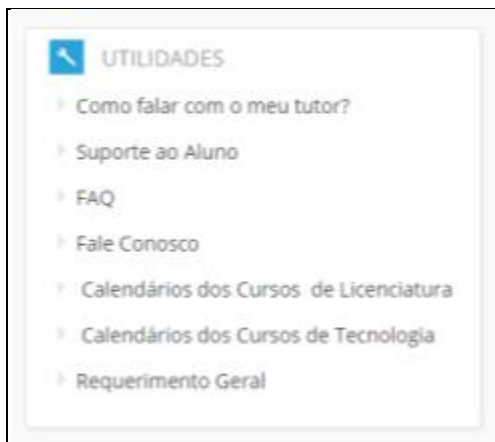 UTILIDADES
Como falar com o meu tutor?
Suporte ao Aluno
FAQ
Fale Conosco
Calendários dos Cursos de Licenciatura
Calendários dos Cursos de Tecnologia
Requerimento Geral